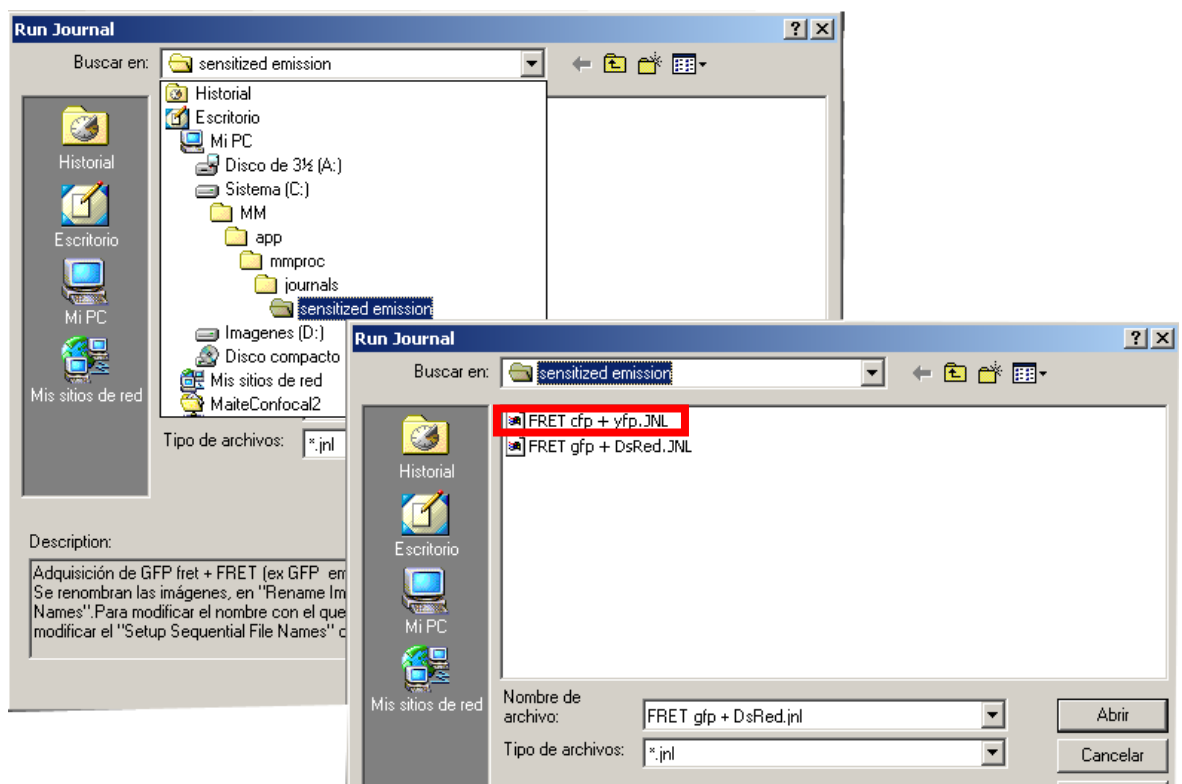 Run Journal
Buscar en:
sensitized emission
Historial
Escritorio
Mi PC
Disco de 3½ (A:)
Sistema (C:)
MM
app
mmproc
journals
sensitized emission
Imagenes (D:)
Disco compacto
Mis sitios de red
MaiteConfocal2
Historial
Escritorio
Mi PC
Mis sitios de red
Tipo de archivos:
*.jnl
Description:
Adquisición de GFP fret + FRET (ex GFP em
Se renombran las imágenes, en "Rename Im
Names".Para modificar el nombre con el que
modificar el "Setup Sequential File Names"
Run Journal
Buscar en:
sensitized emission
FRET cfp + yfp.JNL
FRET gfp + DsRed.JNL
Historial
Escritorio
Mi PC
Mis sitios de red
Nombre de
archivo:
FRET gfp + DsRed.jnl
Abrir
Tipo de archivos:
*.jnl
Cancelar